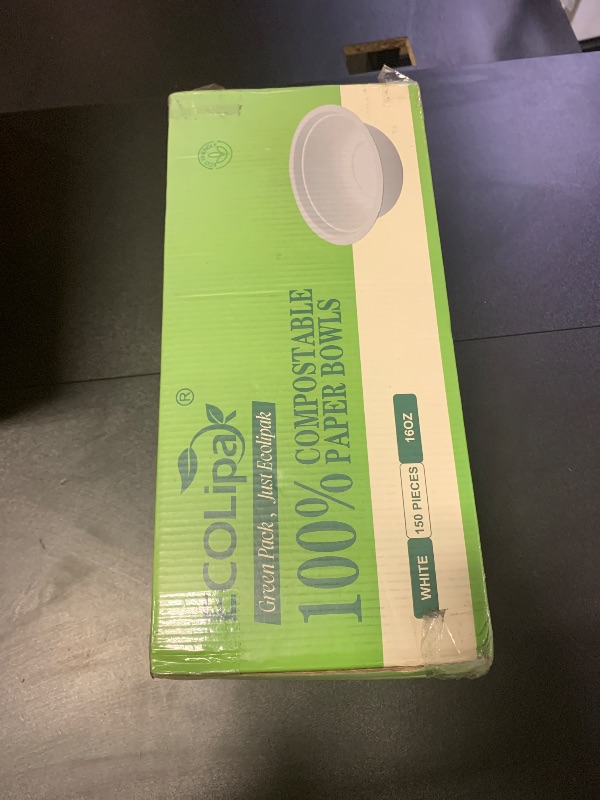 ECOLipak®
Green Pack, Just Ecolipak
100% COMPOSTABLE
PAPER BOWLS
WHITE 150 PIECES 16OZ